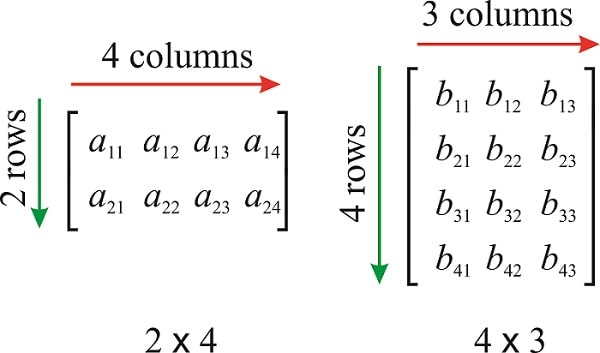 4 columns
2 rows
a₁₁ a₁₂ a₁₃ a₁₄
a₂₁ a₂₂ a₂₃ a₂₄
2 x 4
3 columns
4 rows
b₁₁ b₁₂ b₁₃
b₂₁ b₂₂ b₂₃
b₃₁ b₃₂ b₃₃
b₄₁ b₄₂ b₄₃
4 x 3